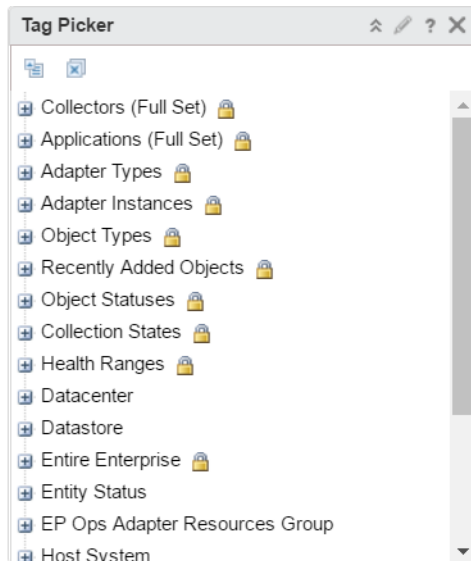 Tag Picker ?
Collectors (Full Set)
Applications (Full Set)
Adapter Types
Adapter Instances
Object Types
Recently Added Objects
Object Statuses
Collection States
Health Ranges
Datacenter
Datastore
Entire Enterprise
Entity Status
EP Ops Adapter Resources Group
Host System